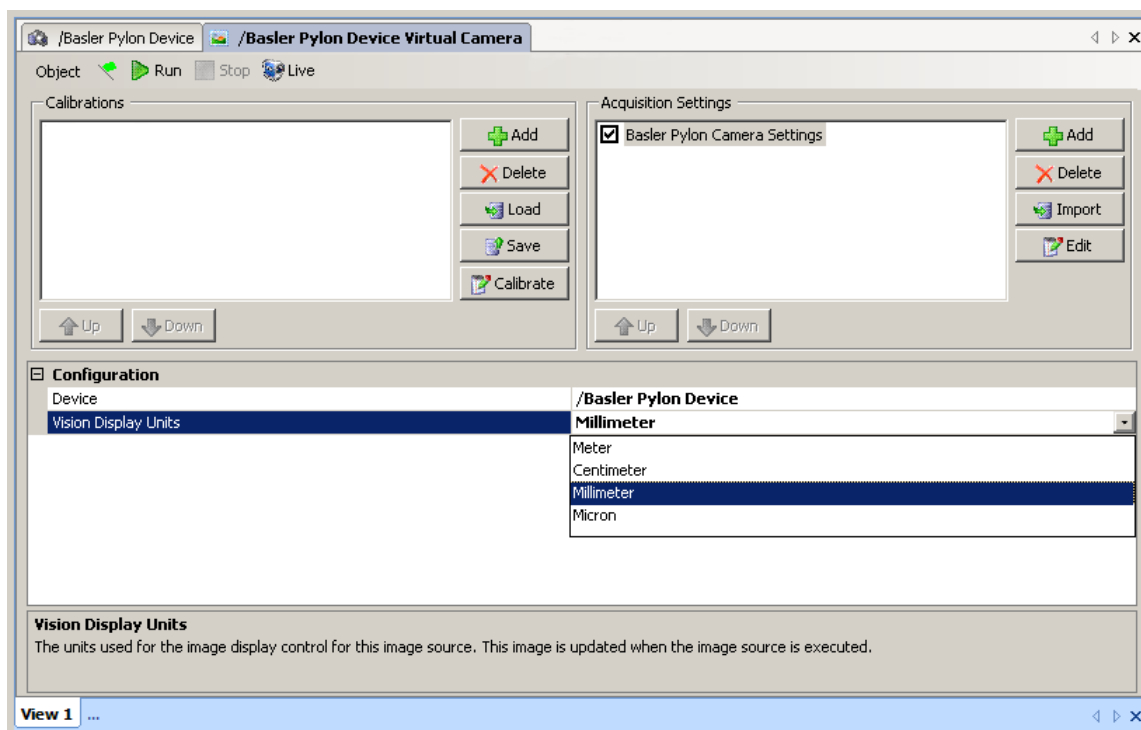 /Basler Pylon Device /Basler Pylon Device Virtual Camera
Object Run Stop Live
Calibrations
Add
Delete
Load
Save
Calibrate
Up Down
Acquisition Settings
Basler Pylon Camera Settings
Add
Delete
Import
Edit
Up Down
Configuration
Device /Basler Pylon Device
Vision Display Units Millimeter
Meter
Centimeter
Millimeter
Micron
Vision Display Units
The units used for the image display control for this image source. This image is updated when the image source is executed.
View 1 ...